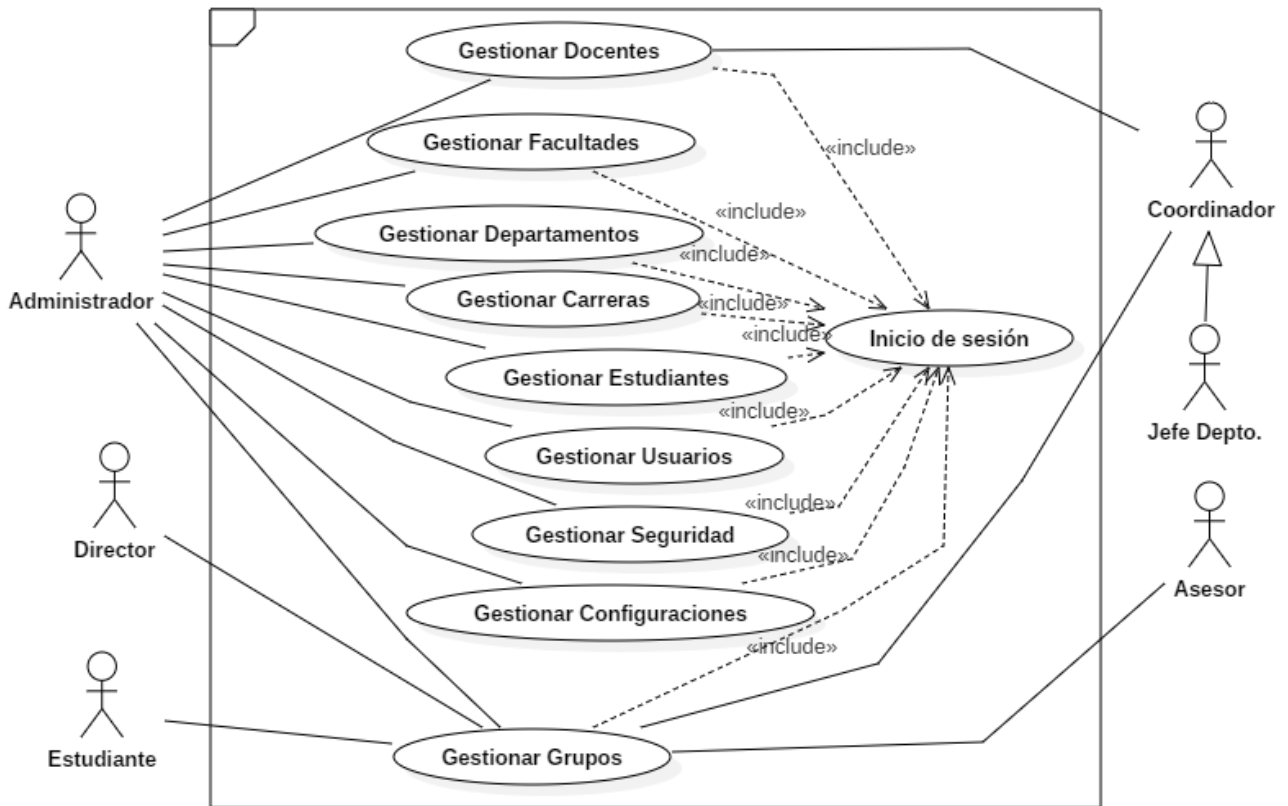 Gestionar Docentes
Gestionar Facultades
«include»
Coordinador
«include»
Gestionar Departamentos
«include»
Administrador
Gestionar Carreras
«include»
«include»
Inicio de sesión
Gestionar Estudiantes
«include»
Jefe Depto.
Gestionar Usuarios
«include»
Gestionar Seguridad
Director
«include»
Asesor
Gestionar Configuraciones
«include»
Estudiante
Gestionar Grupos